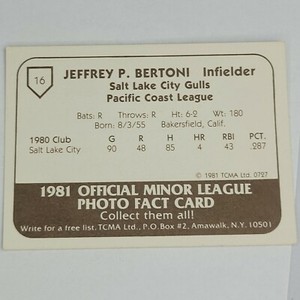 16
JEFFREY P. BERTONI Infielder
Salt Lake City Gulls
Pacific Coast League
Bats: R Throws: R Ht: 6-2 Wt: 180
Born: 8/3/55 Bakersfield, Calif.
1980 Club G R H HR RBI PCT.
Salt Lake City 90 48 85 4 43 .287
© 1981 TCMA Ltd. 0727
1981 OFFICIAL MINOR LEAGUE
PHOTO FACT CARD
Collect them all!
Write for a free list. TCMA Ltd., P.O. Box #2, Amawalk, N.Y. 10501